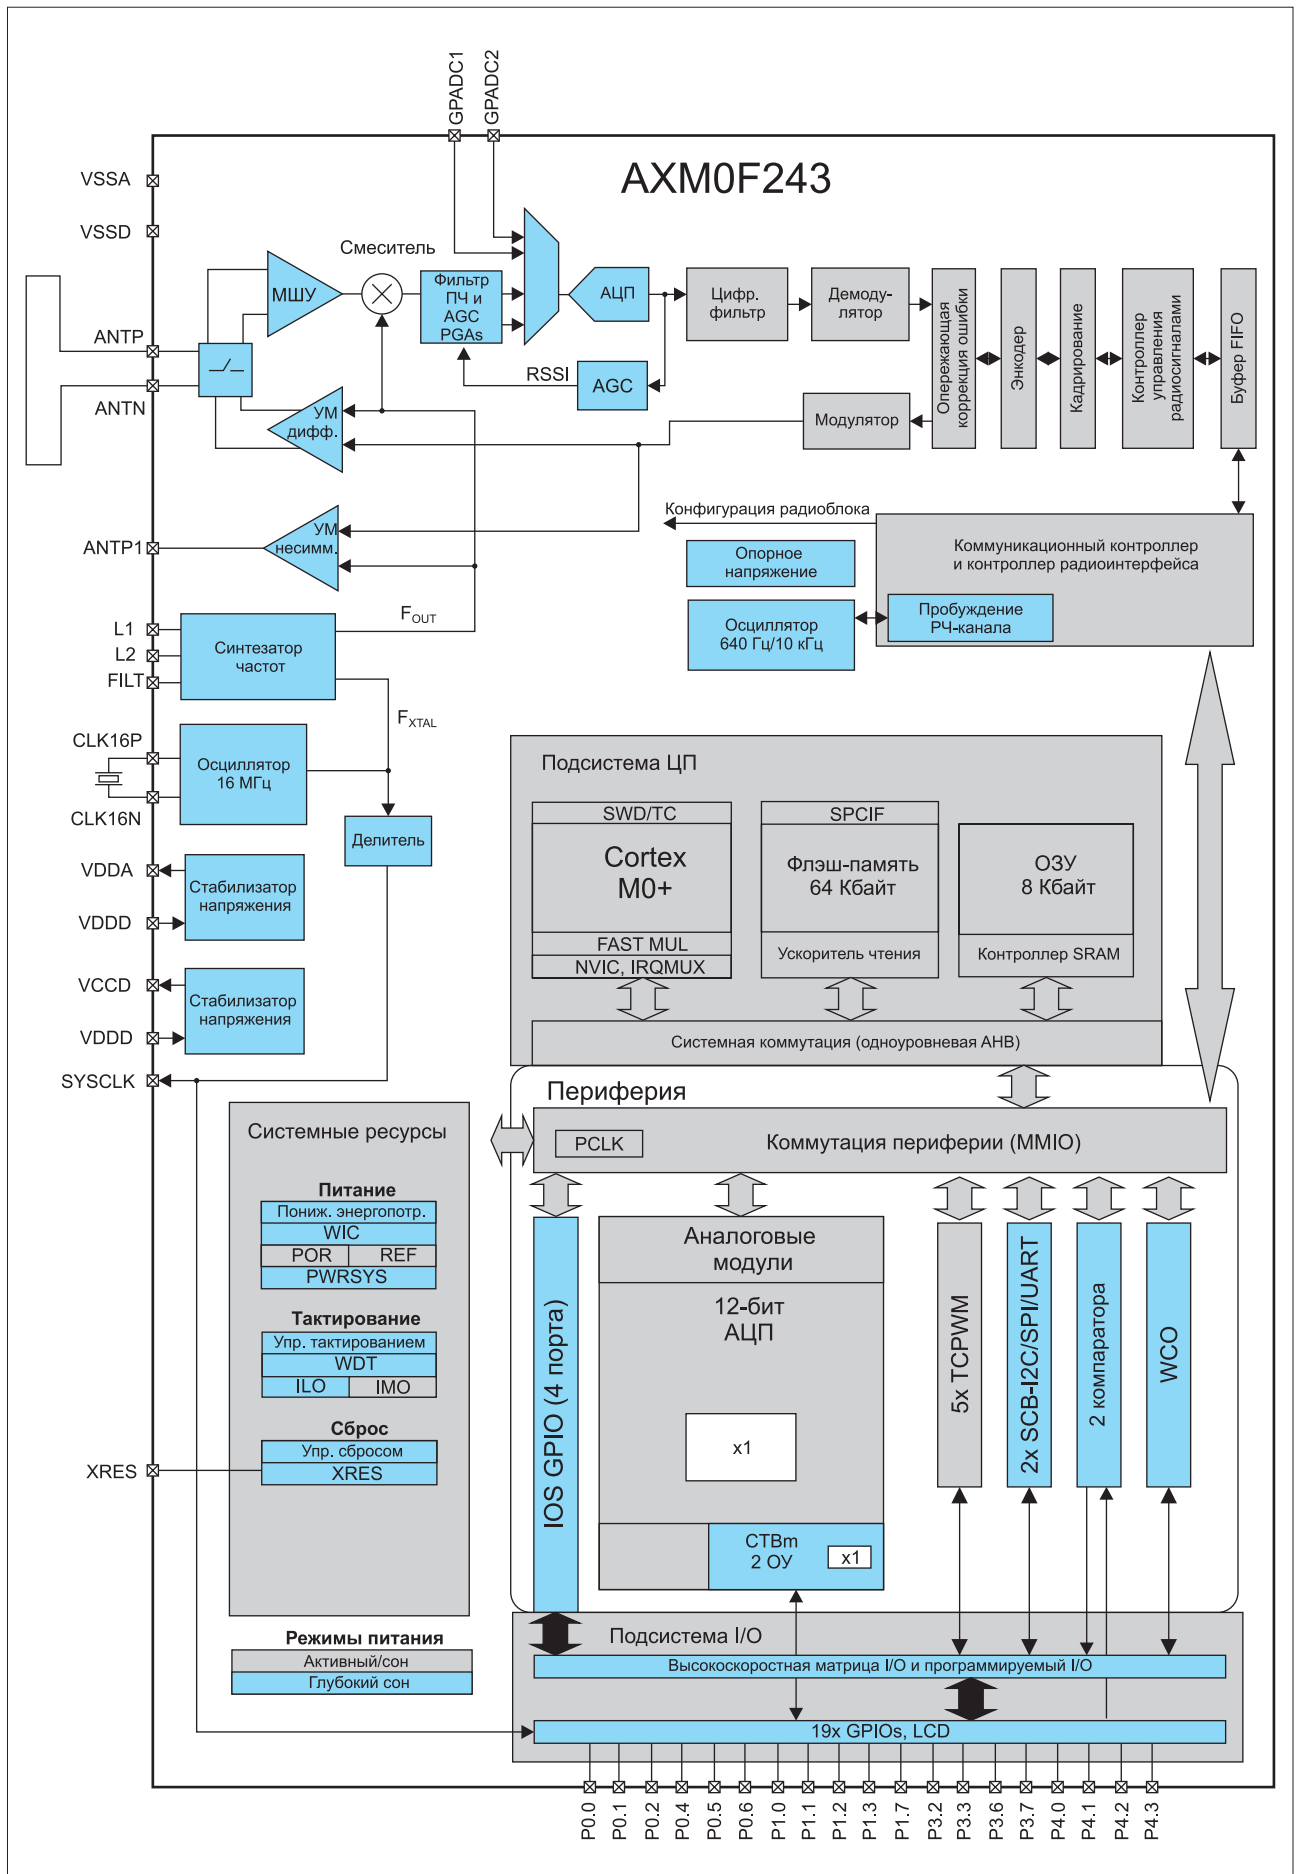 GPADC1
GPADC2
AXM0F243
VSSA
VSSD
ANTP
ANTN
ANTP1
L1
L2
FILT
CLK16P
CLK16N
VDDA
VDDD
VCCD
VDDD
SYSCLK
XRES
МШУ
Смеситель
Фильтр
ПЧ и
AGC
PGAs
АЦП
RSSI
AGC
Цифр.
фильтр
Демоду-
лятор
Модулятор
Опережающая
коррекция ошибки
Энкодер
Кадрирование
Контроллер
управления
радиосигналами
Буфер FIFO
УМ
дифф.
УМ
несимм.
Конфигурация радиоблока
Опорное
напряжение
Осциллятор
640 Гц/10 кГц
Коммуникационный контроллер
и контроллер радиоинтерфейса
Пробуждение
РЧ-канала
FOUT
Синтезатор
частот
FXTAL
Осциллятор
16 МГц
Делитель
Стабилизатор
напряжения
Стабилизатор
напряжения
Подсистема ЦП
SWD/TC
Cortex
M0+
FAST MUL
NVIC, IRQMUX
SPCIF
Флэш-память
64 Кбайт
Ускоритель чтения
ОЗУ
8 Кбайт
Контроллер SRAM
Системная коммутация (одноуровневая AHB)
Периферия
PCLK
Коммутация периферии (MMIO)
Системные ресурсы
Питание
Пониж. энергопотр.
WIC
POR
REF
PWRSYS
Тактирование
Упр. тактированием
WDT
ILO
IMO
Сброс
Упр. сбросом
XRES
Режимы питания
Активный/сон
Глубокий сон
IOS GPIO (4 порта)
Аналоговые
модули
12-бит
АЦП
x1
CTBm
2 ОУ
x1
5x TCPWM
2x SCB-I2C/SPI/UART
2 компаратора
WCO
Подсистема I/O
Высокоскоростная матрица I/O и программируемый I/O
19x GPIOs, LCD
P0.0
P0.1
P0.2
P0.4
P0.5
P0.6
P1.0
P1.1
P1.2
P1.3
P1.7
P3.2
P3.3
P3.6
P3.7
P4.0
P4.1
P4.2
P4.3